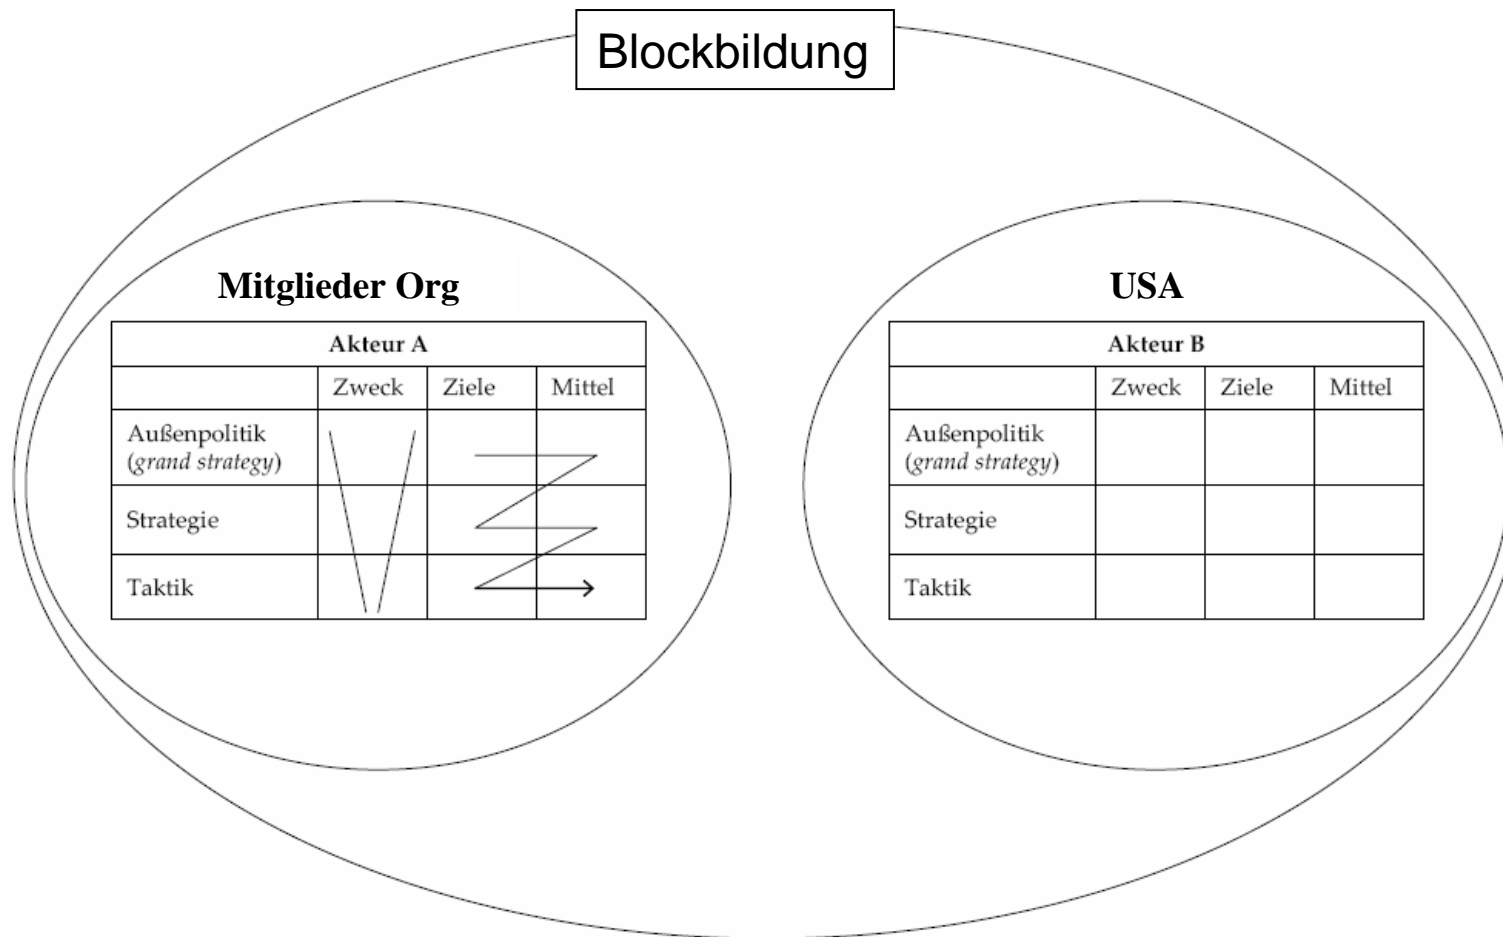 Blockbildung
Mitglieder Org
Akteur A
Zweck Ziele Mittel
Außenpolitik
(grand strategy)
Strategie
Taktik
USA
Akteur B
Zweck Ziele Mittel
Außenpolitik
(grand strategy)
Strategie
Taktik